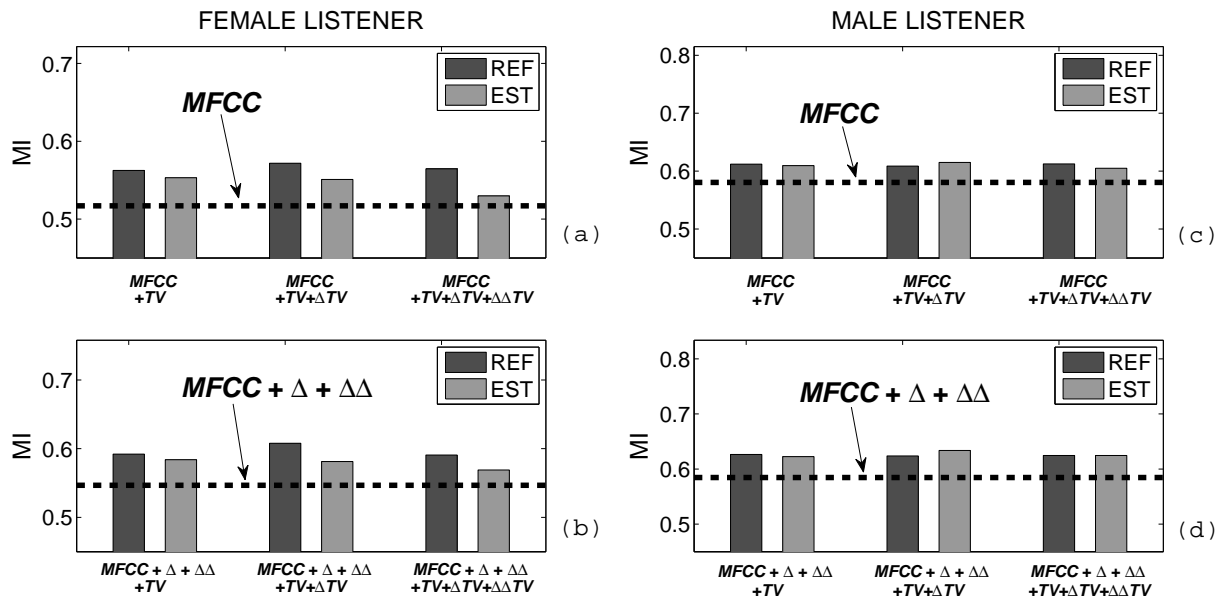 FEMALE LISTENER
0.7
0.6
0.5
MI
MFCC
REF
EST
(a)
MFCC
+TV
MFCC
+TV+ΔTV
MFCC
+TV+ΔTV+ΔΔTV
0.7
0.6
0.5
MI
MFCC + Δ + ΔΔ
REF
EST
(b)
MFCC + Δ + ΔΔ
+TV
MFCC + Δ + ΔΔ
+TV+ΔTV
MFCC + Δ + ΔΔ
+TV+ΔTV+ΔΔTV
MALE LISTENER
0.8
0.7
0.6
0.5
MI
MFCC
REF
EST
(c)
MFCC
+TV
MFCC
+TV+ΔTV
MFCC
+TV+ΔTV+ΔΔTV
0.8
0.7
0.6
0.5
MI
MFCC + Δ + ΔΔ
REF
EST
(d)
MFCC + Δ + ΔΔ
+TV
MFCC + Δ + ΔΔ
+TV+ΔTV
MFCC + Δ + ΔΔ
+TV+ΔTV+ΔΔTV